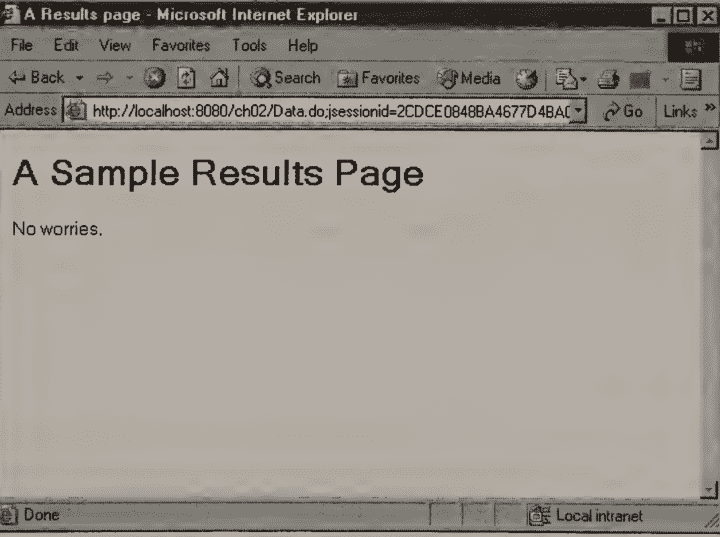 A Results page - Microsoft Internet Explorer
File Edit View Favorites Tools Help
Back Search Favorites Media
Address http://localhost:8080/ch02/Data.do;jsessionid=2CDCE0848BA4677D4BA Go Links »
A Sample Results Page
No worries.
Done Local intranet